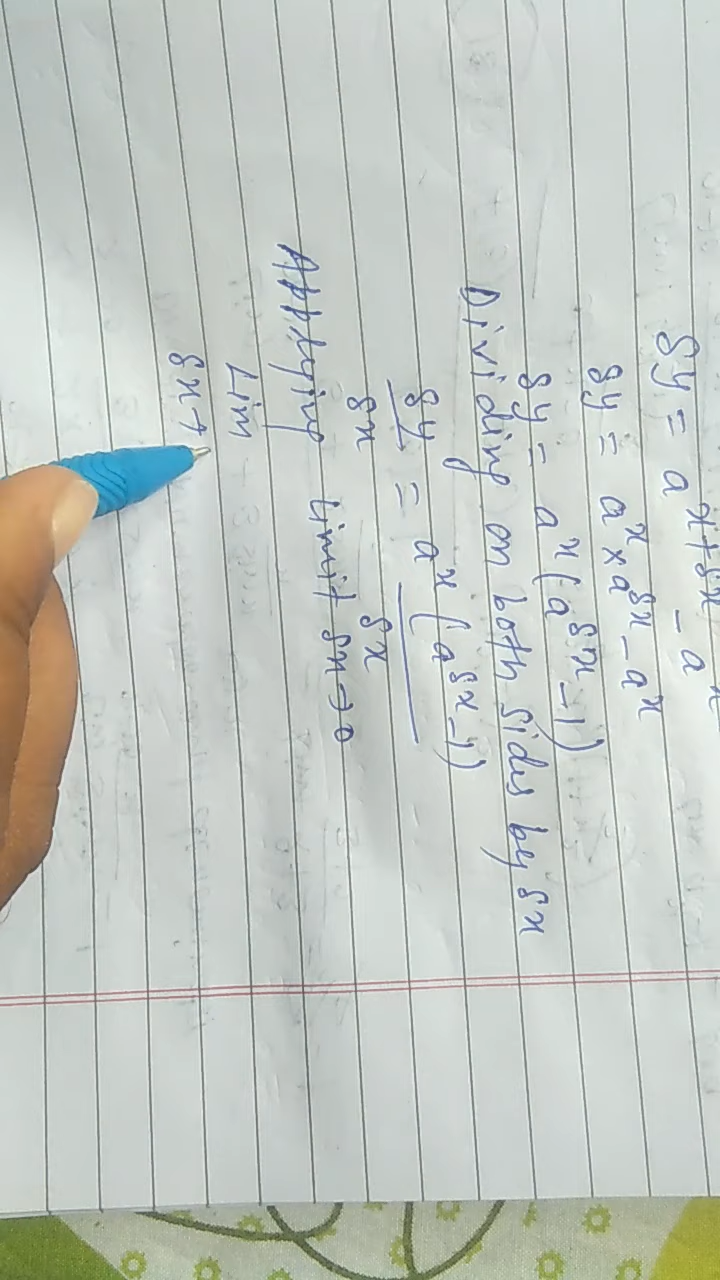 δy = a^(x+δx) - a^x
δy = a^x × a^δx - a^x
δy = a^x (a^δx - 1)
Dividing on both sides by δx
δy/δx = a^x (a^δx - 1)/δx
Applying limit δx→0
Lim
δx→